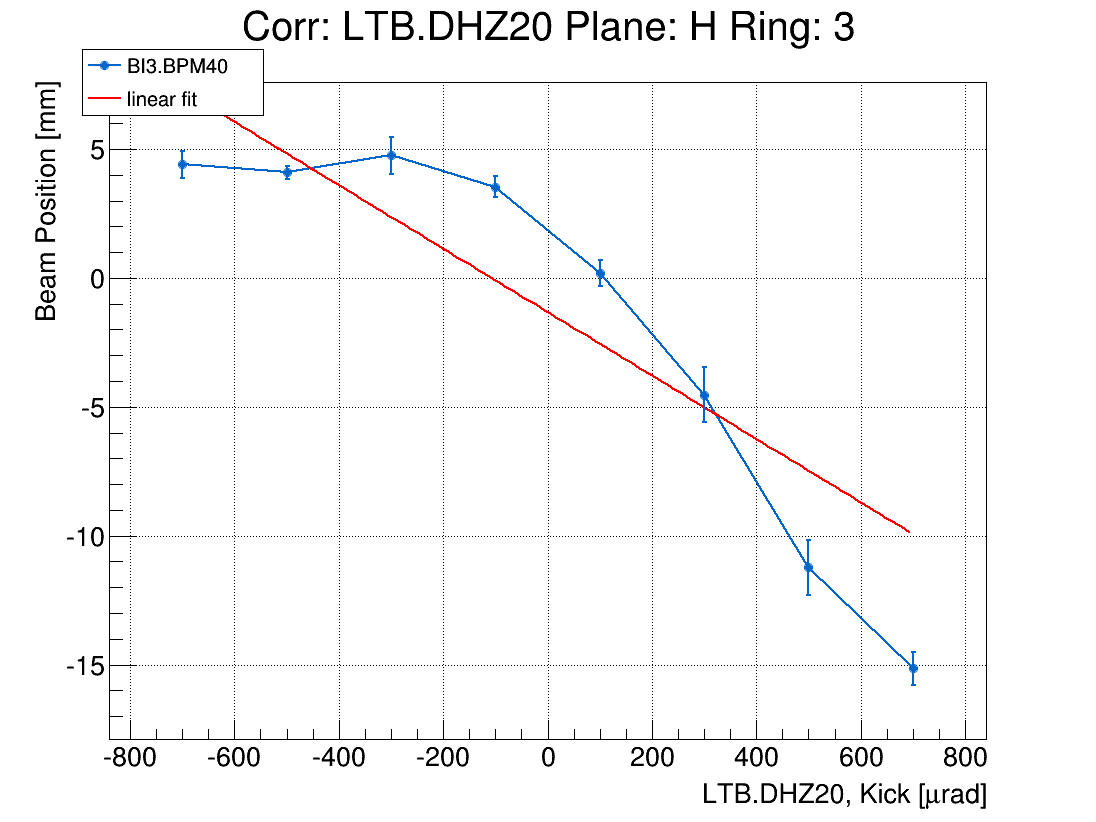 Corr: LTB.DHZ20 Plane: H Ring: 3
BI3.BPM40
linear fit
Beam Position [mm]
5
0
-5
-10
-15
-800 -600 -400 -200 0 200 400 600 800
LTB.DHZ20, Kick [μrad]